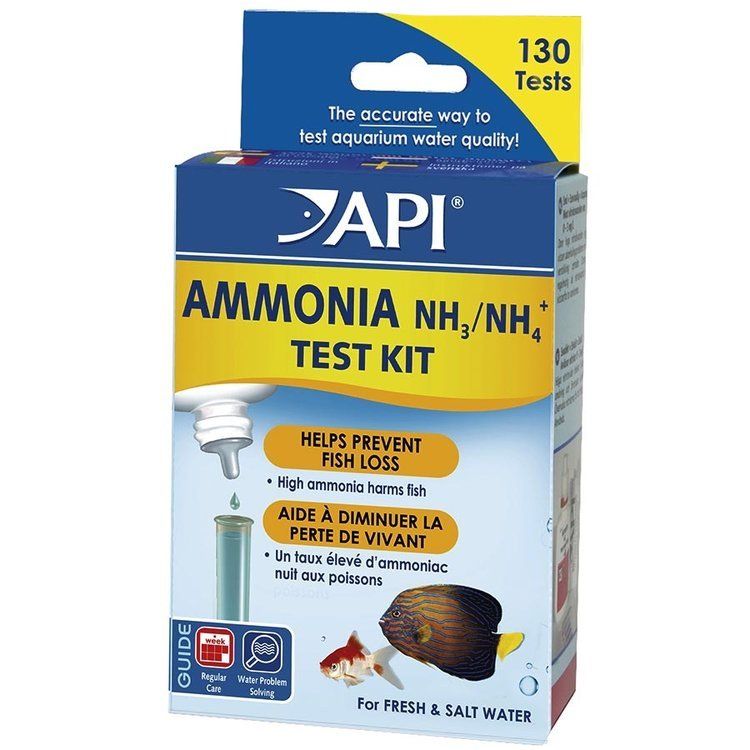 130
Tests
The accurate way to
test aquarium water quality!
API®
AMMONIA NH₃/NH₄⁺
TEST KIT
HELPS PREVENT
FISH LOSS
• High ammonia harms fish
AIDE À DIMINUER LA
PERTE DE VIVANT
• Un taux élevé d'ammoniac
nuit aux poissons
poissons
GUIDE
week
Regular
Care
Water Problem
Solving
For FRESH & SALT WATER